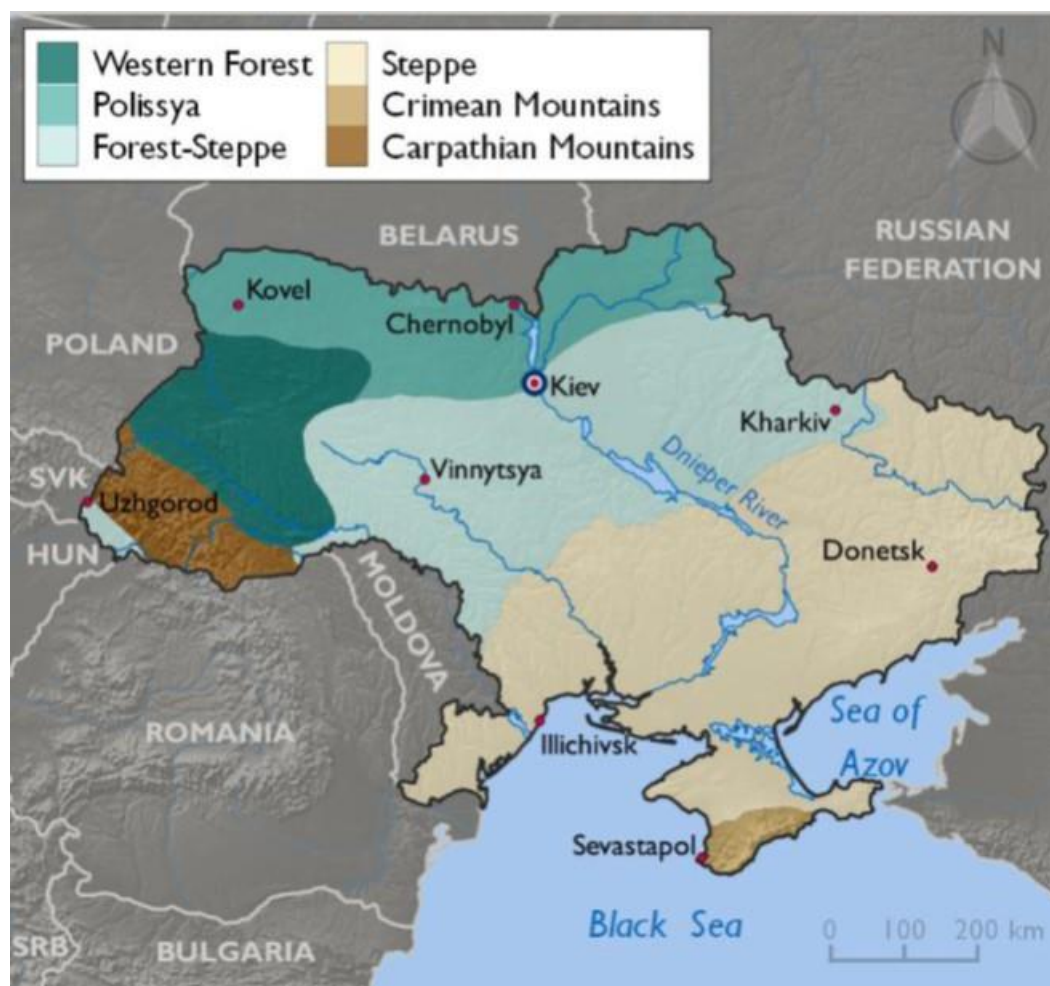 Western Forest
Polissya
Forest-Steppe
Steppe
Crimean Mountains
Carpathian Mountains
N
BELARUS
RUSSIAN
FEDERATION
Kovel
Chernobyl
POLAND
Kiev
Kharkiv
Dnieper River
Vinnytsya
SVK
Uzhgorod
HUN
Donetsk
MOLDOVA
ROMANIA
Illichivsk
Sea of
Azov
Sevastapol
Black Sea
SRB
BULGARIA
0 100 200 km